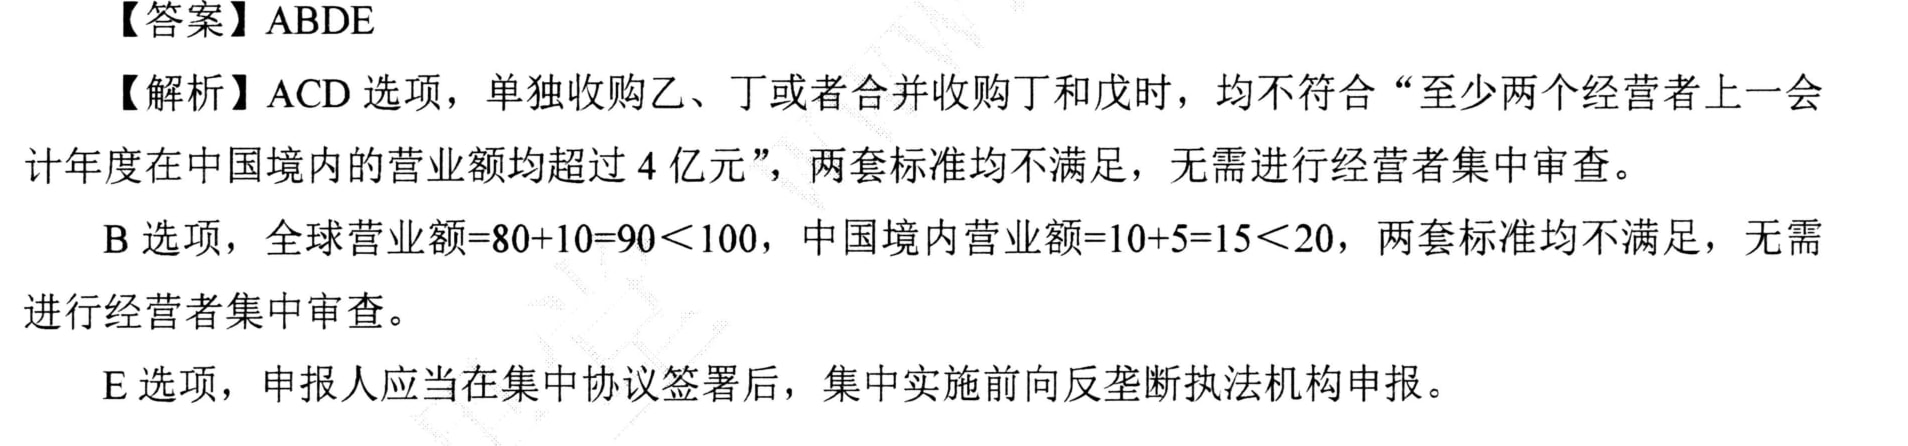 【答案】ABDE
【解析】ACD 选项，单独收购乙、丁或者合并收购丁和戊时，均不符合“至少两个经营者上一会
计年度在中国境内的营业额均超过 4 亿元”，两套标准均不满足，无需进行经营者集中审查。
B 选项，全球营业额=80+10=90＜100，中国境内营业额=10+5=15＜20，两套标准均不满足，无需
进行经营者集中审查。
E 选项，申报人应当在集中协议签署后，集中实施前向反垄断执法机构申报。